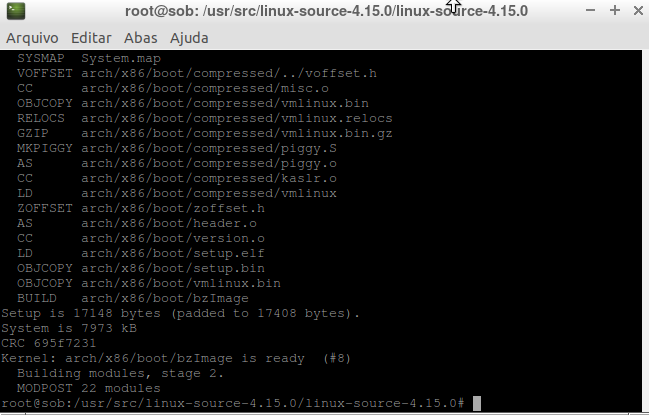 root@sob: /usr/src/linux-source-4.15.0/linux-source-4.15.0
Arquivo Editar Abas Ajuda
SYSMAP System.map
VOFFSET arch/x86/boot/compressed/../voffset.h
CC arch/x86/boot/compressed/misc.o
OBJCOPY arch/x86/boot/compressed/vmlinux.bin
RELOCS arch/x86/boot/compressed/vmlinux.relocs
GZIP arch/x86/boot/compressed/vmlinux.bin.gz
MKPIGGY arch/x86/boot/compressed/piggy.S
AS arch/x86/boot/compressed/piggy.o
CC arch/x86/boot/compressed/kaslr.o
LD arch/x86/boot/compressed/vmlinux
ZOFFSET arch/x86/boot/zoffset.h
AS arch/x86/boot/header.o
CC arch/x86/boot/version.o
LD arch/x86/boot/setup.elf
OBJCOPY arch/x86/boot/setup.bin
OBJCOPY arch/x86/boot/vmlinux.bin
BUILD arch/x86/boot/bzImage
Setup is 17148 bytes (padded to 17408 bytes).
System is 7973 kB
CRC 695f7231
Kernel: arch/x86/boot/bzImage is ready (#8)
Building modules, stage 2.
MODPOST 22 modules
root@sob:/usr/src/linux-source-4.15.0/linux-source-4.15.0#